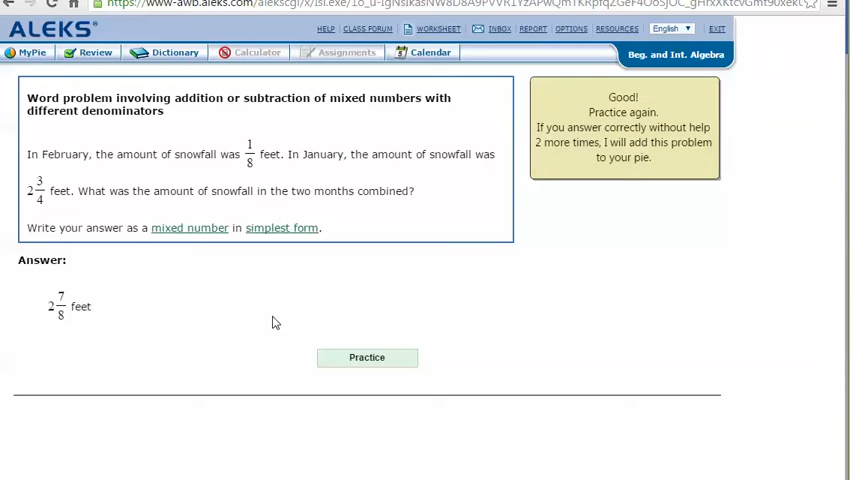 https://www-awb.aleks.com
ALEKS®
HELP CLASS FORUM WORKSHEET INBOX REPORT OPTIONS RESOURCES English ▼ EXIT
MyPie Review Dictionary Calculator Assignments Calendar Beg. and Int. Algebra
Word problem involving addition or subtraction of mixed numbers with
different denominators
In February, the amount of snowfall was 1/8 feet. In January, the amount of snowfall was
2 3/4 feet. What was the amount of snowfall in the two months combined?
Write your answer as a mixed number in simplest form.
Good!
Practice again.
If you answer correctly without help
2 more times, I will add this problem
to your pie.
Answer:
2 7/8 feet
Practice